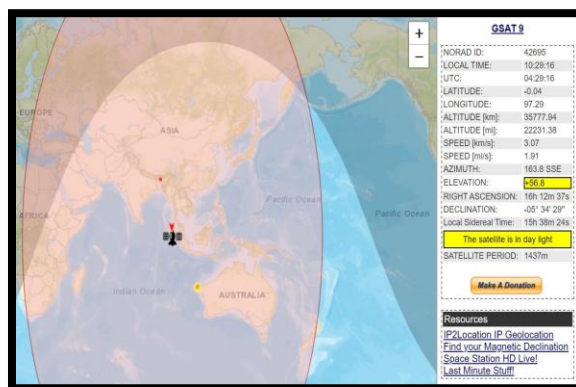 EUROPE
ASIA
AFRICA
Pacific Ocean
Pacific Ocean
Indian Ocean
AUSTRALIA
+
−
GSAT 9
NORAD ID: 42695
LOCAL TIME: 10:29:16
UTC: 04:29:16
LATITUDE: -0.04
LONGITUDE: 97.29
ALTITUDE [km]: 35777.94
ALTITUDE [mi]: 22231.38
SPEED [km/s]: 3.07
SPEED [mi/s]: 1.91
AZIMUTH: 163.8 SSE
ELEVATION: +56.8
RIGHT ASCENSION: 16h 12m 37s
DECLINATION: -05° 34' 29"
Local Sidereal Time: 15h 38m 24s
The satellite is in day light
SATELLITE PERIOD: 1437m
Make A Donation
Resources
IP2Location IP Geolocation
Find your Magnetic Declination
Space Station HD Live!
Last Minute Stuff!